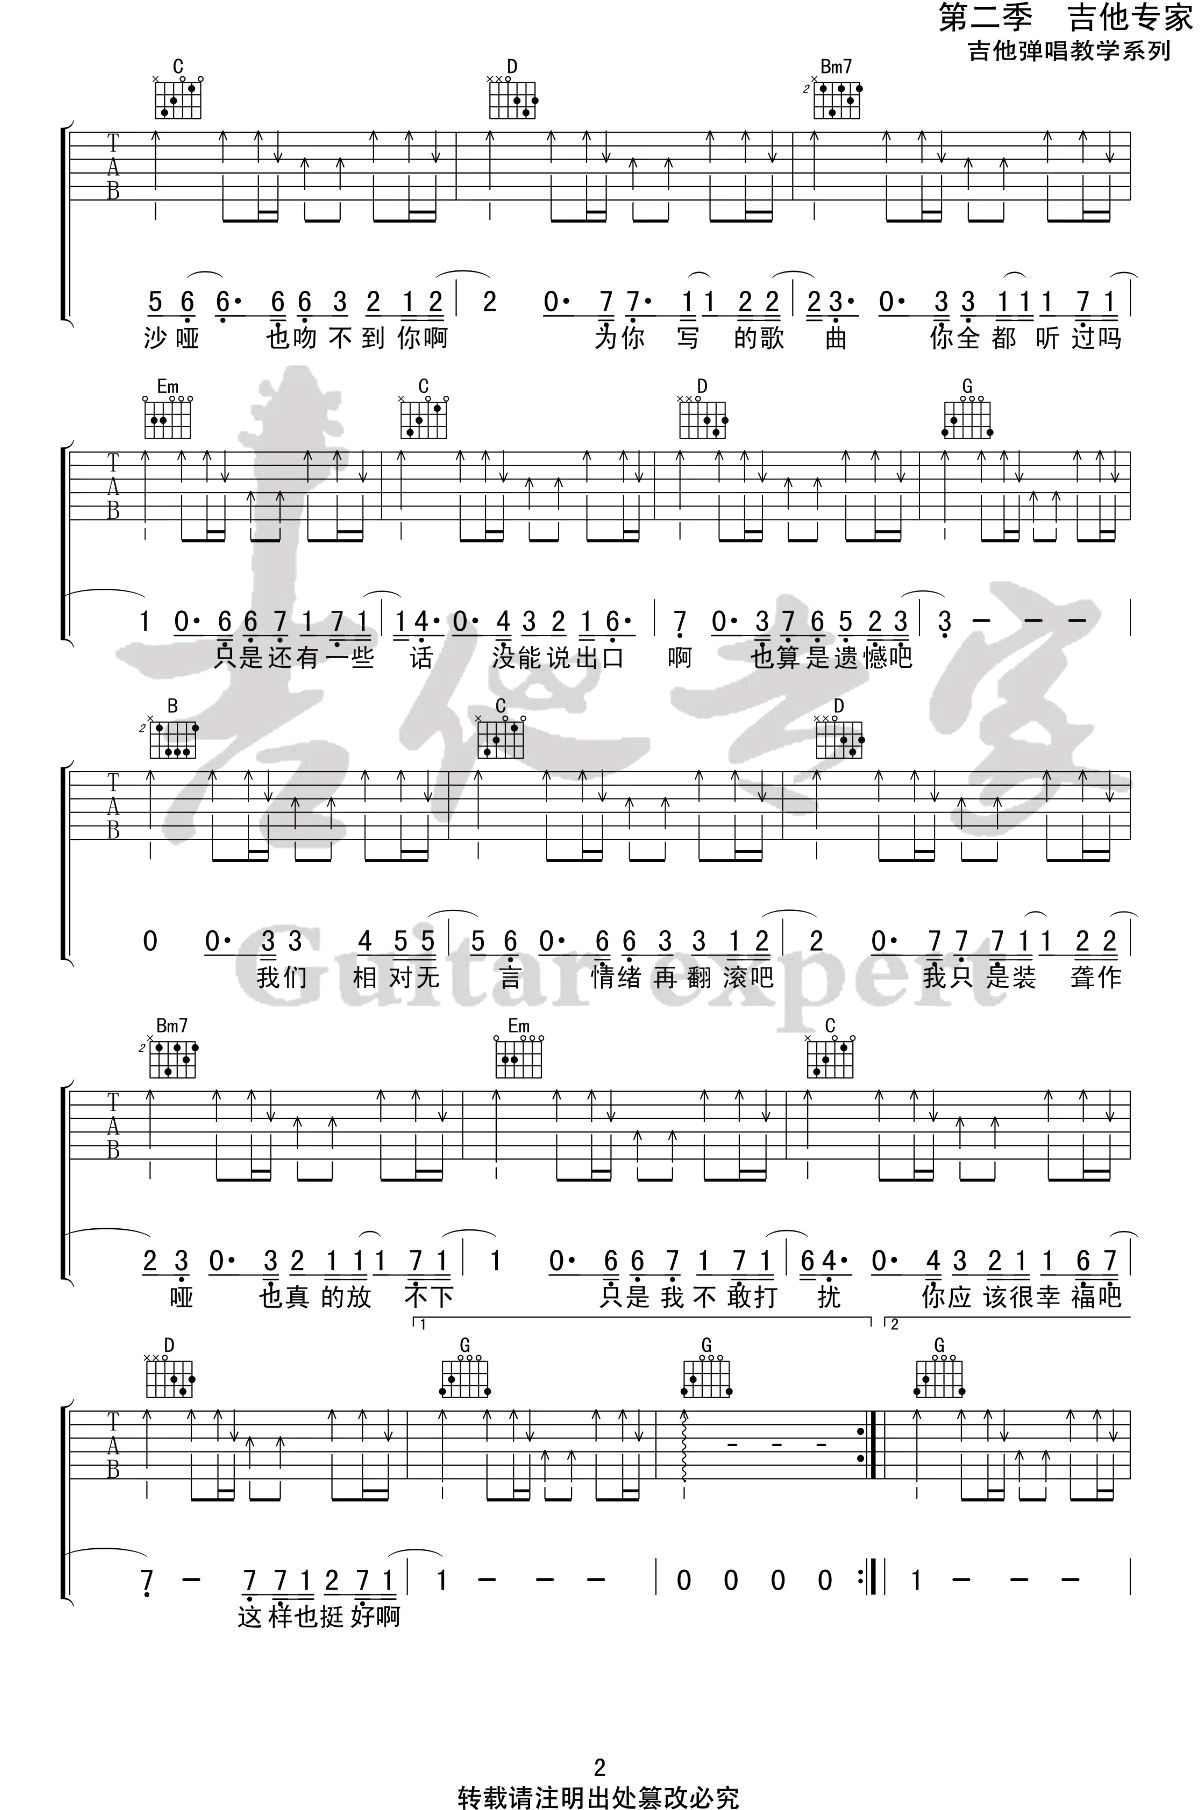 第二季 吉他专家
吉他弹唱教学系列
C D Bm7
2
T A B
5 6 6· 6 6 3 2 1 2 | 2 0· 7 7· 1 1 2 2 | 2 3· 0· 3 3 1 1 1 7 1 |
沙哑 也吻不到你啊 为你 写 的歌 曲 你全都听过吗
Em C D G
T A B
1 0· 6 6 7 1 7 1 | 1 4· 0· 4 3 2 1 6· | 7 0· 3 7 6 5 2 3 | 3 – – – |
只是还有一些 话 没能说出口 啊 也算是遗憾吧
B C D
2
T A B
0 0· 3 3 4 5 5 | 5 6 0· 6 6 3 3 1 2 | 2 0· 7 7 7 1 1 2 2 |
我们 相对无 言 情绪再翻滚吧 我只是装 聋作
Guitar expert
Bm7 Em C
2
T A B
2 3 0· 3 2 1 1 1 7 1 | 1 0· 6 6 7 1 7 1 | 6 4· 0· 4 3 2 1 1 6 7 |
哑 也真的放 不下 只是我不敢打 扰 你应该很幸福吧
1 2
D G G G
T A B
7 – 7 7 1 2 7 1 | 1 – – – | 0 0 0 0 :| 1 – – – |
这样也挺好啊
2
转载请注明出处篡改必究
吉他专家